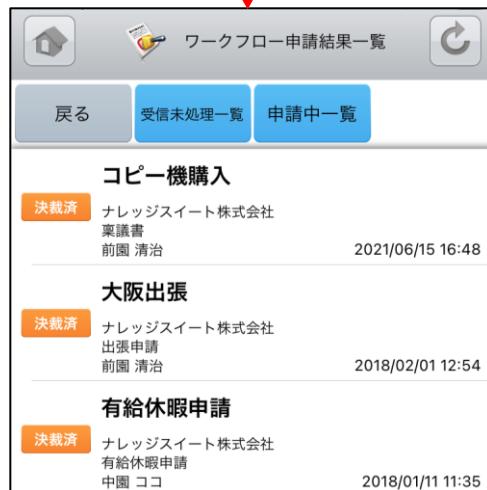 ワークフロー申請結果一覧
戻る
受信未処理一覧
申請中一覧
コピー機購入
決裁済
ナレッジスイート株式会社
稟議書
前園 清治
2021/06/15 16:48
大阪出張
決裁済
ナレッジスイート株式会社
出張申請
前園 清治
2018/02/01 12:54
有給休暇申請
決裁済
ナレッジスイート株式会社
有給休暇申請
中園 ココ
2018/01/11 11:35